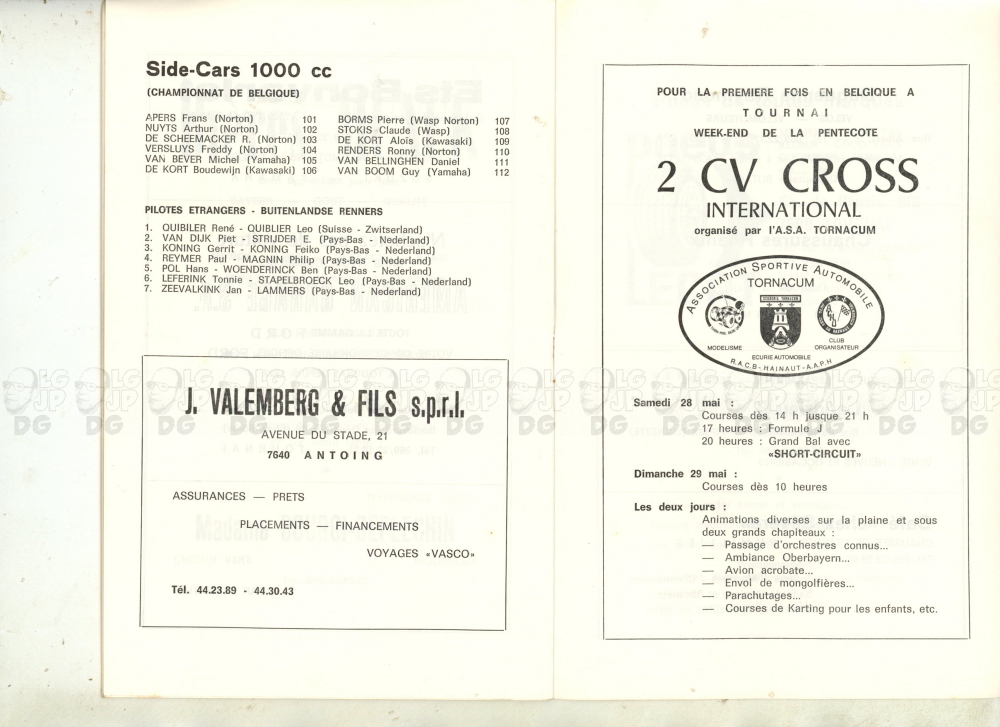 Side-Cars 1000 cc
(CHAMPIONNAT DE BELGIQUE)
APERS Frans (Norton) 101
NUYTS Arthur (Norton) 102
DE SCHEEMACKER R. (Norton) 103
VERSLUYS Freddy (Norton) 104
VAN BEVER Michel (Yamaha) 105
DE KORT Boudewijn (Kawasaki) 106
BORMS Pierre (Wasp Norton) 107
STOKIS Claude (Wasp) 108
DE KORT Aloïs (Kawasaki) 109
RENDERS Ronny (Norton) 110
VAN BELLINGHEN Daniel 111
VAN BOOM Guy (Yamaha) 112
PILOTES ETRANGERS - BUITENLANDSE RENNERS
1. QUIBILER René - QUIBLIER Leo (Suisse - Zwitserland)
2. VAN DIJK Piet - STRIJDER E. (Pays-Bas - Nederland)
3. KONING Gerrit - KONING Feiko (Pays-Bas - Nederland)
4. REYMER Paul - MAGNIN Philip (Pays-Bas - Nederland)
5. POL Hans - WOENDERINCK Ben (Pays-Bas - Nederland)
6. LEFERINK Tonnie - STAPELBROECK Leo (Pays-Bas - Nederland)
7. ZEEVALKINK Jan - LAMMERS (Pays-Bas - Nederland)
J. VALEMBERG & FILS s.p.r.l.
AVENUE DU STADE, 21
7640 ANTOING
ASSURANCES — PRETS
PLACEMENTS — FINANCEMENTS
VOYAGES «VASCO»
Tél. 44.23.89 - 44.30.43
POUR LA PREMIERE FOIS EN BELGIQUE A
TOURNAI
WEEK-END DE LA PENTECOTE
2 CV CROSS
INTERNATIONAL
organisé par l'A.S.A. TORNACUM
ASSOCIATION SPORTIVE AUTOMOBILE
TORNACUM
MODELISME
ECURIE AUTOMOBILE
CLUB
ORGANISATEUR
R.A.C.B - HAINAUT - A.A.P.H
Samedi 28 mai :
Courses dès 14 h jusque 21 h
17 heures : Formule J
20 heures : Grand Bal avec
«SHORT-CIRCUIT»
Dimanche 29 mai :
Courses dès 10 heures
Les deux jours :
Animations diverses sur la plaine et sous
deux grands chapiteaux :
— Passage d'orchestres connus...
— Ambiance Oberbayern...
— Avion acrobate...
— Envol de mongolfières...
— Parachutages...
— Courses de Karting pour les enfants, etc.